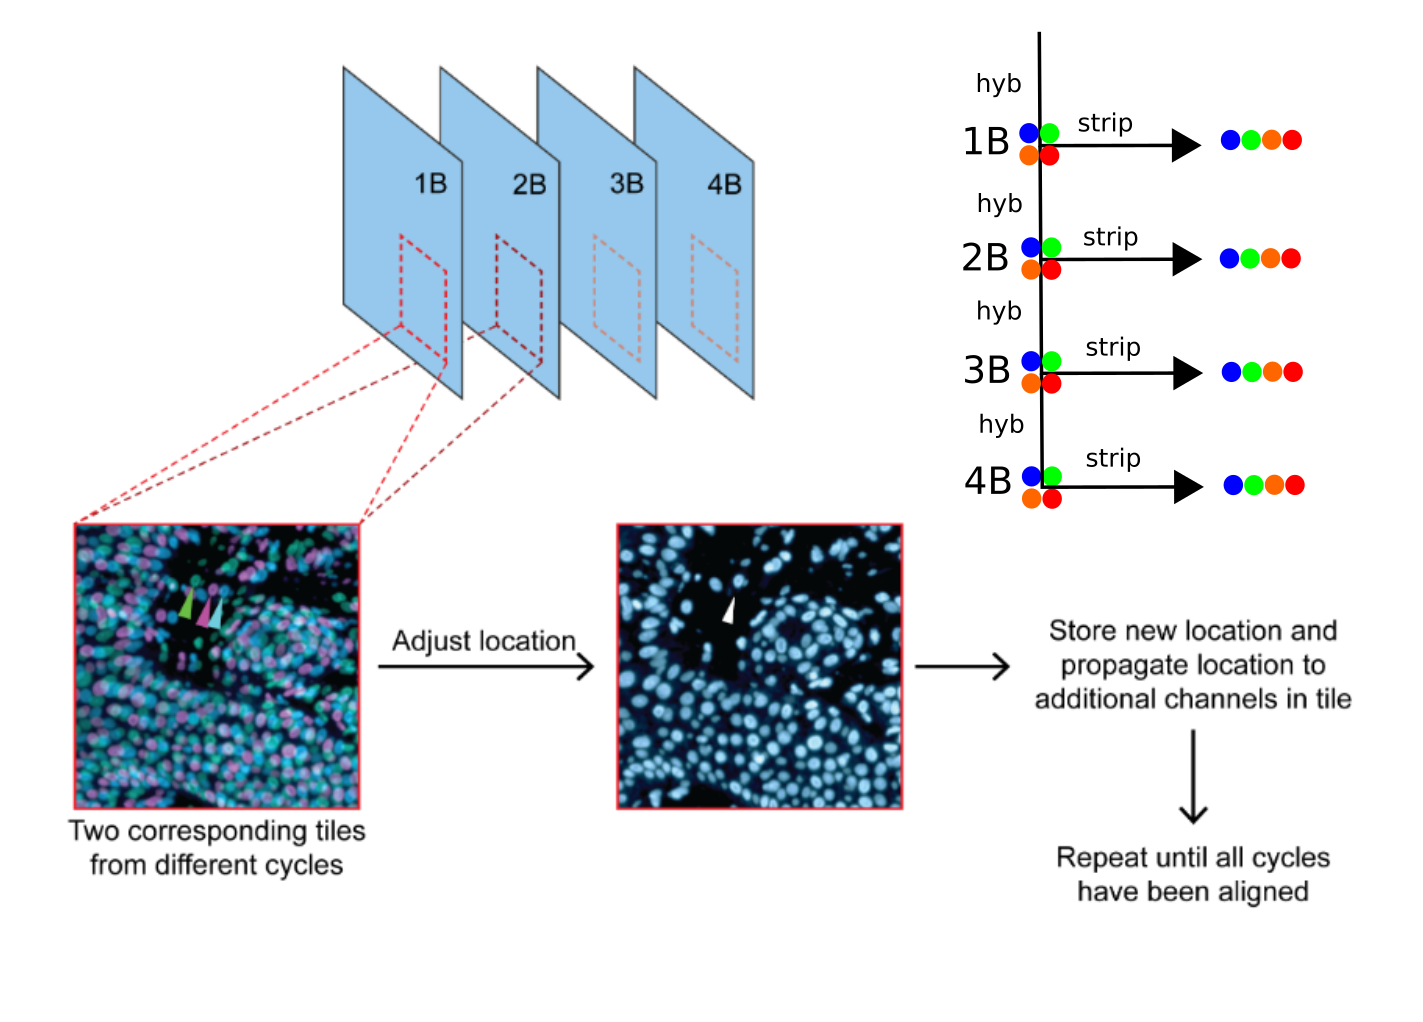 1B
2B
3B
4B
hyb
1B
strip
hyb
2B
strip
hyb
3B
strip
hyb
4B
strip
Two corresponding tiles
from different cycles
Adjust location
Store new location and
propagate location to
additional channels in tile
Repeat until all cycles
have been aligned